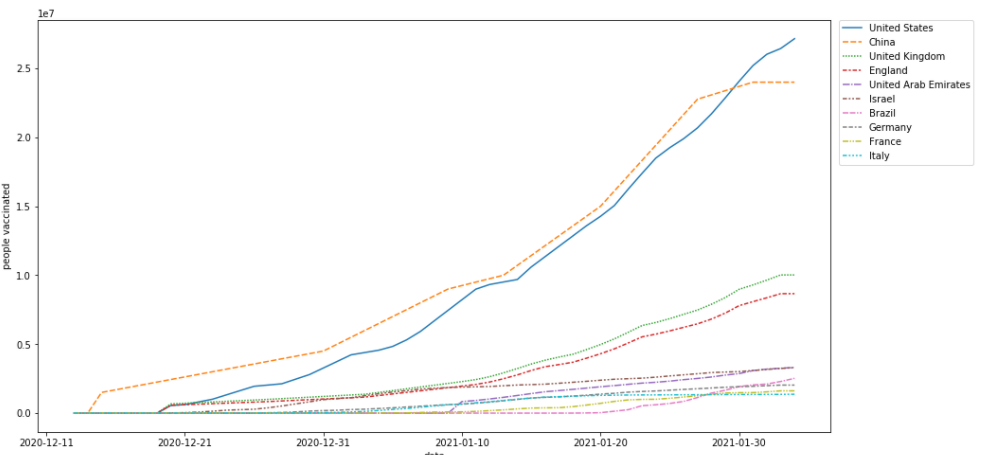 1e7
United States
China
United Kingdom
England
United Arab Emirates
Israel
Brazil
Germany
France
Italy
2.5
2.0
1.5
1.0
0.5
0.0
people vaccinated
2020-12-11 2020-12-21 2020-12-31 2021-01-10 2021-01-20 2021-01-30
date